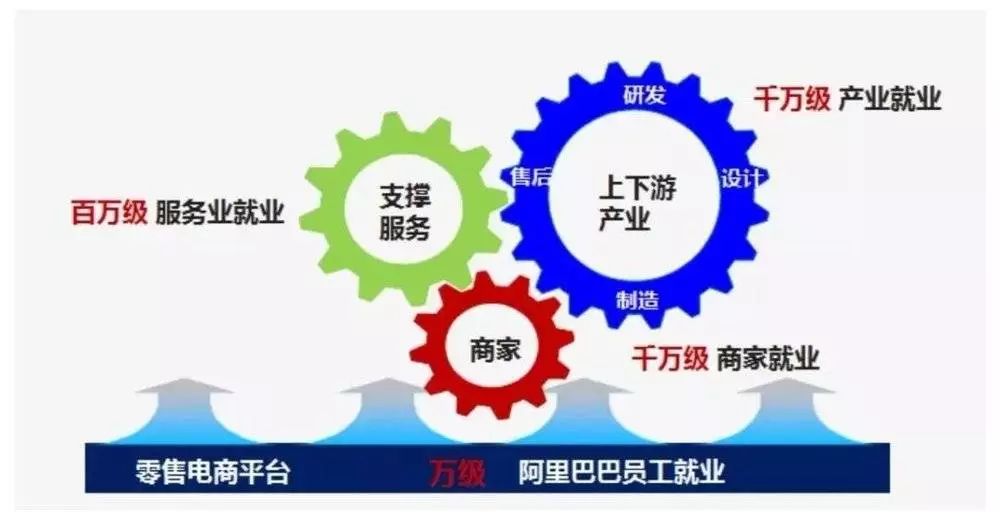 研发
千万级 产业就业
售后
上下游
产业
设计
支撑
服务
百万级 服务业就业
制造
商家
千万级 商家就业
零售电商平台 万级 阿里巴巴员工就业